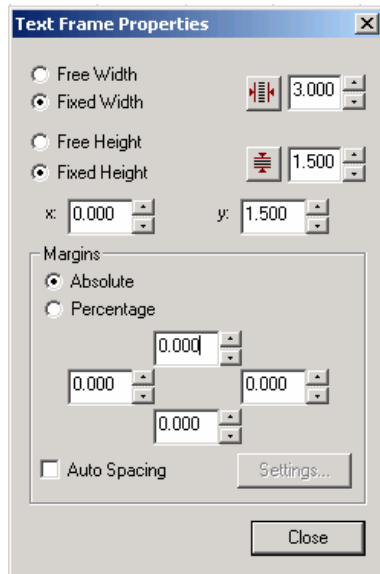 Text Frame Properties
Free Width
Fixed Width
3.000
Free Height
Fixed Height
1.500
x: 0.000 y: 1.500
Margins
Absolute
Percentage
0.000
0.000 0.000
0.000
Auto Spacing Settings...
Close